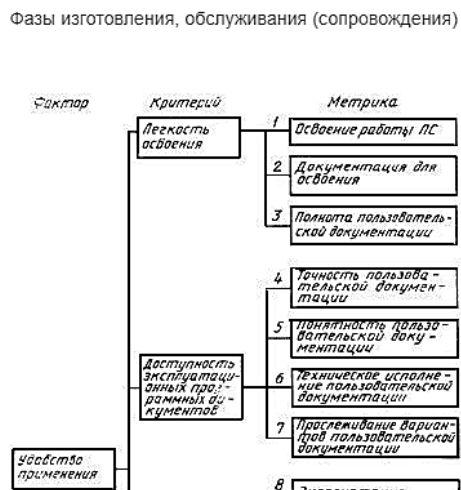 Фазы изготовления, обслуживания (сопровождения)
Фактор Критерий Метрика
Легкость
освоения
1 Освоение работы ПС
2 Документация для
освоения
3 Полнота пользователь-
ской документации
4 Точность пользова-
тельской докумен-
тации
5 Понятность пользо-
вательской доку-
ментации
Доступность
эксплуатаци-
онных прог-
раммных до-
кументов
6 Техническое исполне-
ние пользовательской
документации
7 Прослеживание вариан-
тов пользовательской
документации
Удобство
применения
8